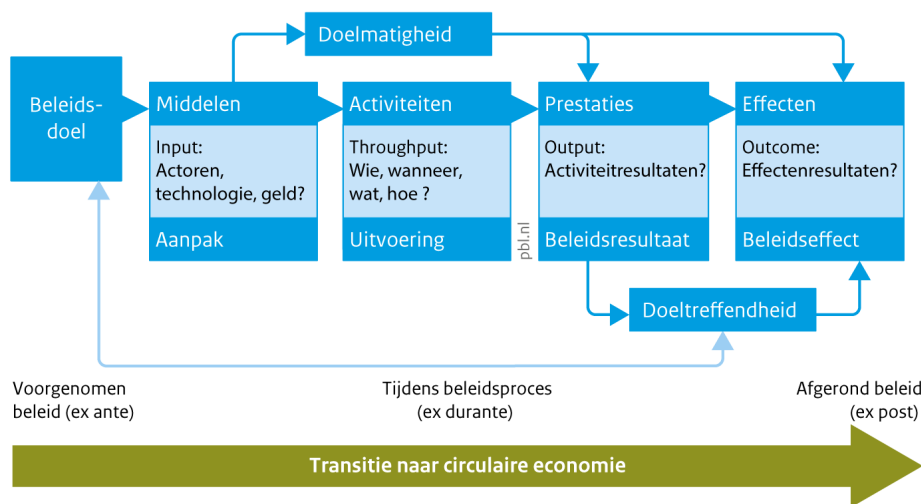 Doelmatigheid
Beleids-
doel
Middelen
Input:
Actoren,
technologie, geld?
Aanpak
Activiteiten
Throughput:
Wie, wanneer,
wat, hoe ?
Uitvoering
pbl.nl
Prestaties
Output:
Activiteitresultaten?
Beleidsresultaat
Effecten
Outcome:
Effectenresultaten?
Beleidseffect
Doeltreffendheid
Voorgenomen
beleid (ex ante)
Tijdens beleidsproces
(ex durante)
Afgerond beleid
(ex post)
Transitie naar circulaire economie